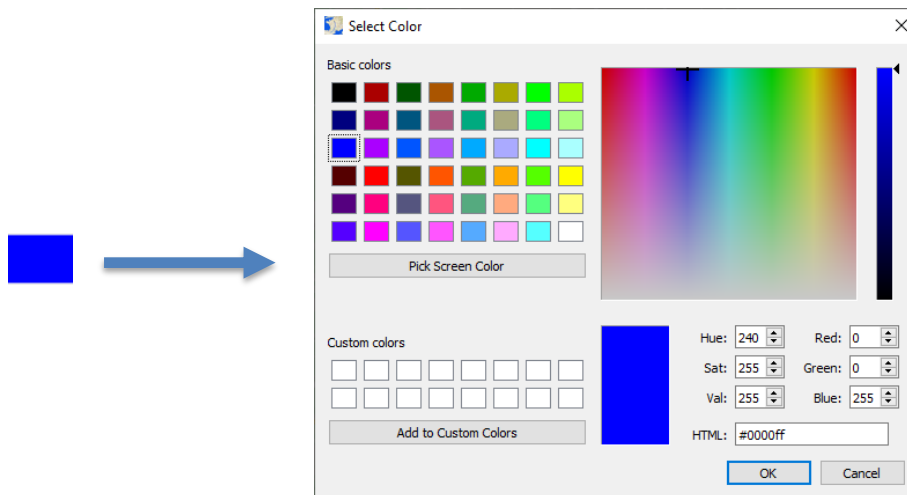 Select Color
Basic colors
Pick Screen Color
Custom colors
Add to Custom Colors
Hue: 240 Red: 0
Sat: 255 Green: 0
Val: 255 Blue: 255
HTML: #0000ff
OK Cancel